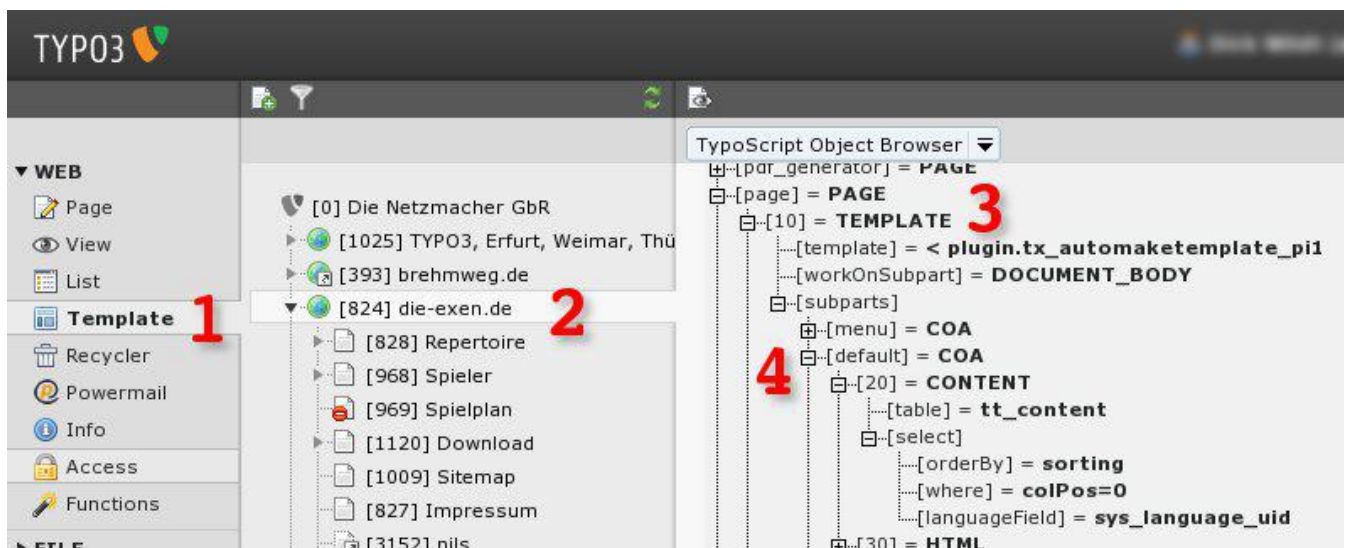 TYPO3
TypoScript Object Browser
WEB
Page
View
List
Template
Recycler
Powermail
Info
Access
Functions
1
[0] Die Netzmacher GbR
[1025] TYPO3, Erfurt, Weimar, Thü
[393] brehmweg.de
[824] die-exen.de
2
[828] Repertoire
[968] Spieler
[969] Spielplan
[1120] Download
[1009] Sitemap
[827] Impressum
[3152] nils
[pdf_generator] = PAGE
[page] = PAGE
3
[10] = TEMPLATE
[template] = < plugin.tx_automaketemplate_pi1
[workOnSubpart] = DOCUMENT_BODY
[subparts]
[menu] = COA
4
[default] = COA
[20] = CONTENT
[table] = tt_content
[select]
[orderBy] = sorting
[where] = colPos=0
[languageField] = sys_language_uid
[30] = HTML